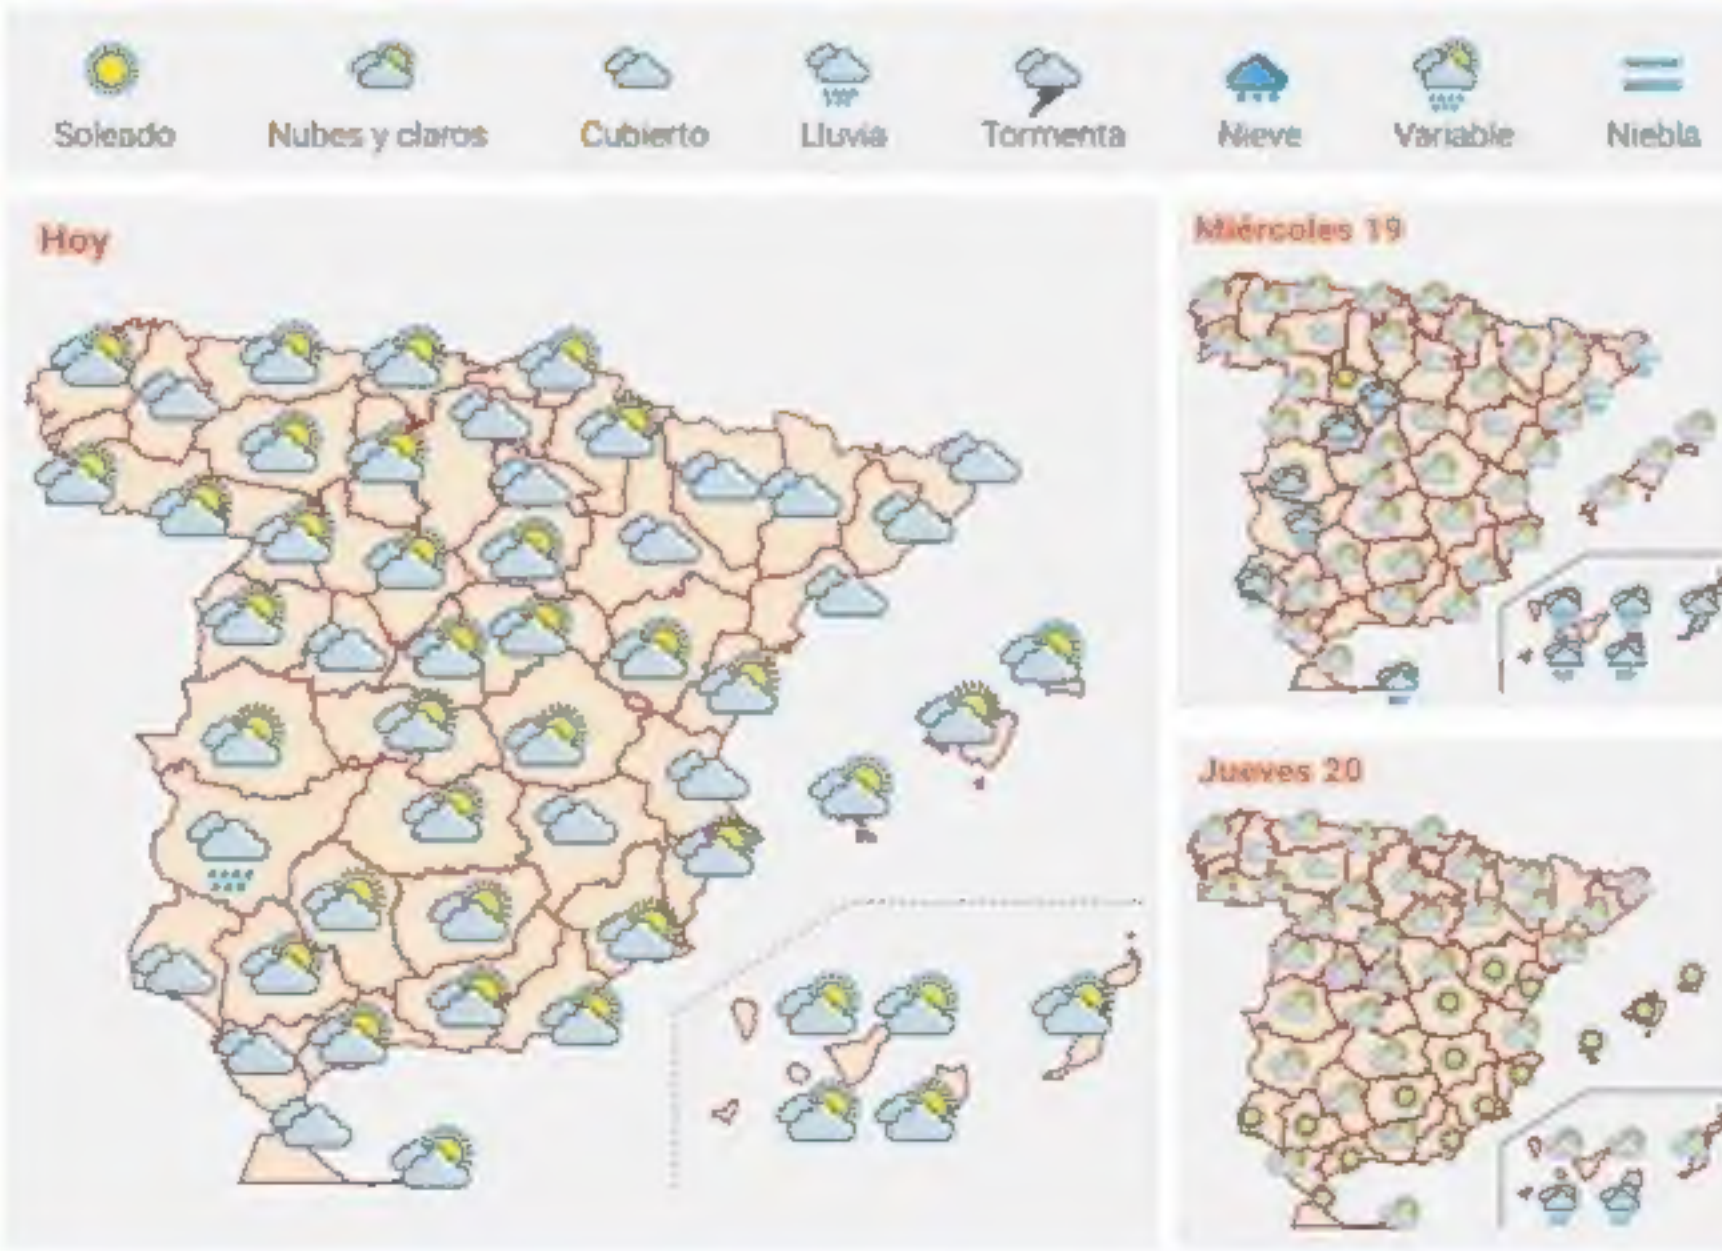 Soleado
Nubes y claros
Cubierto
Lluvia
Tormenta
Nieve
Variable
Niebla
Hoy
Miércoles 19
Jueves 20